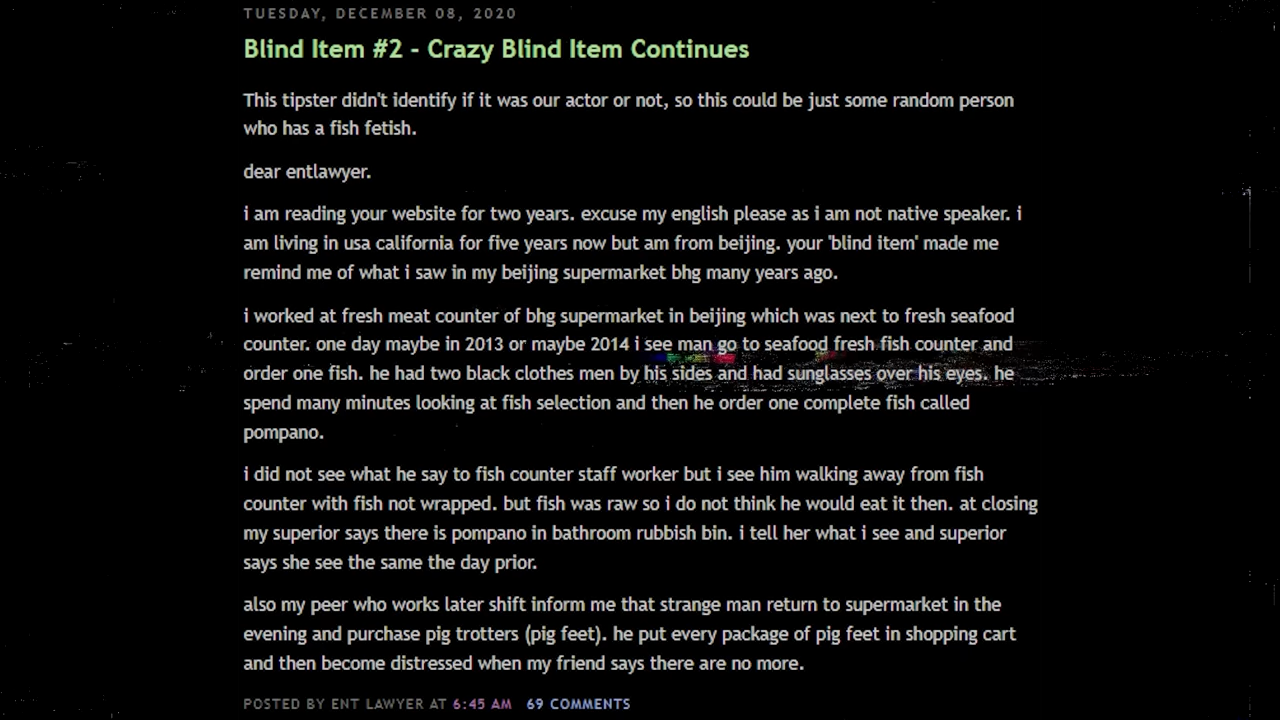 TUESDAY, DECEMBER 08, 2020
Blind Item #2 - Crazy Blind Item Continues
This tipster didn't identify if it was our actor or not, so this could be just some random person
who has a fish fetish.
dear entlawyer.
i am reading your website for two years. excuse my english please as i am not native speaker. i
am living in usa california for five years now but am from beijing. your 'blind item' made me
remind me of what i saw in my beijing supermarket bhg many years ago.
i worked at fresh meat counter of bhg supermarket in beijing which was next to fresh seafood
counter. one day maybe in 2013 or maybe 2014 i see man go to seafood fresh fish counter and
order one fish. he had two black clothes men by his sides and had sunglasses over his eyes. he
spend many minutes looking at fish selection and then he order one complete fish called
pompano.
i did not see what he say to fish counter staff worker but i see him walking away from fish
counter with fish not wrapped. but fish was raw so i do not think he would eat it then. at closing
my superior says there is pompano in bathroom rubbish bin. i tell her what i see and superior
says she see the same the day prior.
also my peer who works later shift inform me that strange man return to supermarket in the
evening and purchase pig trotters (pig feet). he put every package of pig feet in shopping cart
and then become distressed when my friend says there are no more.
POSTED BY ENT LAWYER AT 6:45 AM 69 COMMENTS